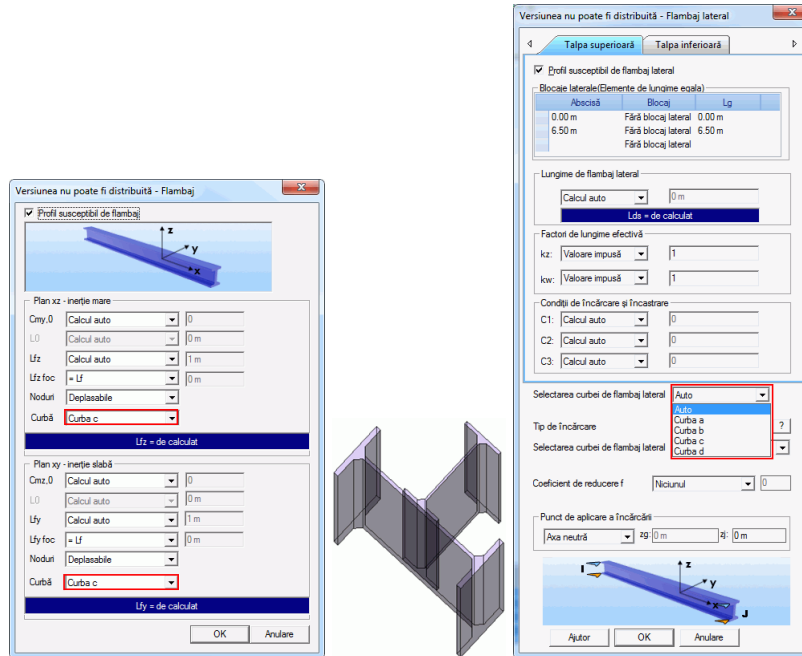 Versiunea nu poate fi distribuită - Flambaj
Profil susceptibil de flambaj
z
y
x
Plan xz - inerție mare
Cmy,0 Calcul auto 0
L0 Calcul auto 0 m
Lfz Calcul auto 1 m
Lfz foc = Lf 0 m
Noduri Deplasabile
Curbă Curba c
Lfz = de calculat
Plan xy - inerție slabă
Cmz,0 Calcul auto 0
L0 Calcul auto 0 m
Lfy Calcul auto 1 m
Lfy foc = Lf 0 m
Noduri Deplasabile
Curbă Curba c
Lfy = de calculat
OK Anulare
Versiunea nu poate fi distribuită - Flambaj lateral
Talpa superioară Talpa inferioară
Profil susceptibil de flambaj lateral
Blocaje laterale(Elemente de lungime egala)
Abscisă Blocaj Lg
0.00 m Fără blocaj lateral 0.00 m
6.50 m Fără blocaj lateral 6.50 m
Fără blocaj lateral
Lungime de flambaj lateral
Calcul auto 0 m
Lds = de calculat
Factori de lungime efectivă
kz: Valoare impusă 1
kw: Valoare impusă 1
Condiții de încărcare și încastrare
C1: Calcul auto 0
C2: Calcul auto 0
C3: Calcul auto 0
Selectarea curbei de flambaj lateral Auto
Auto
Curba a
Curba b
Curba c
Curba d
Tip de încărcare ?
Selectarea curbei de flambaj lateral
Coeficient de reducere f Niciunul 0
Punct de aplicare a încărcării
Axa neutră zg: 0 m zj: 0 m
I
z
y
x
J
Ajutor OK Anulare